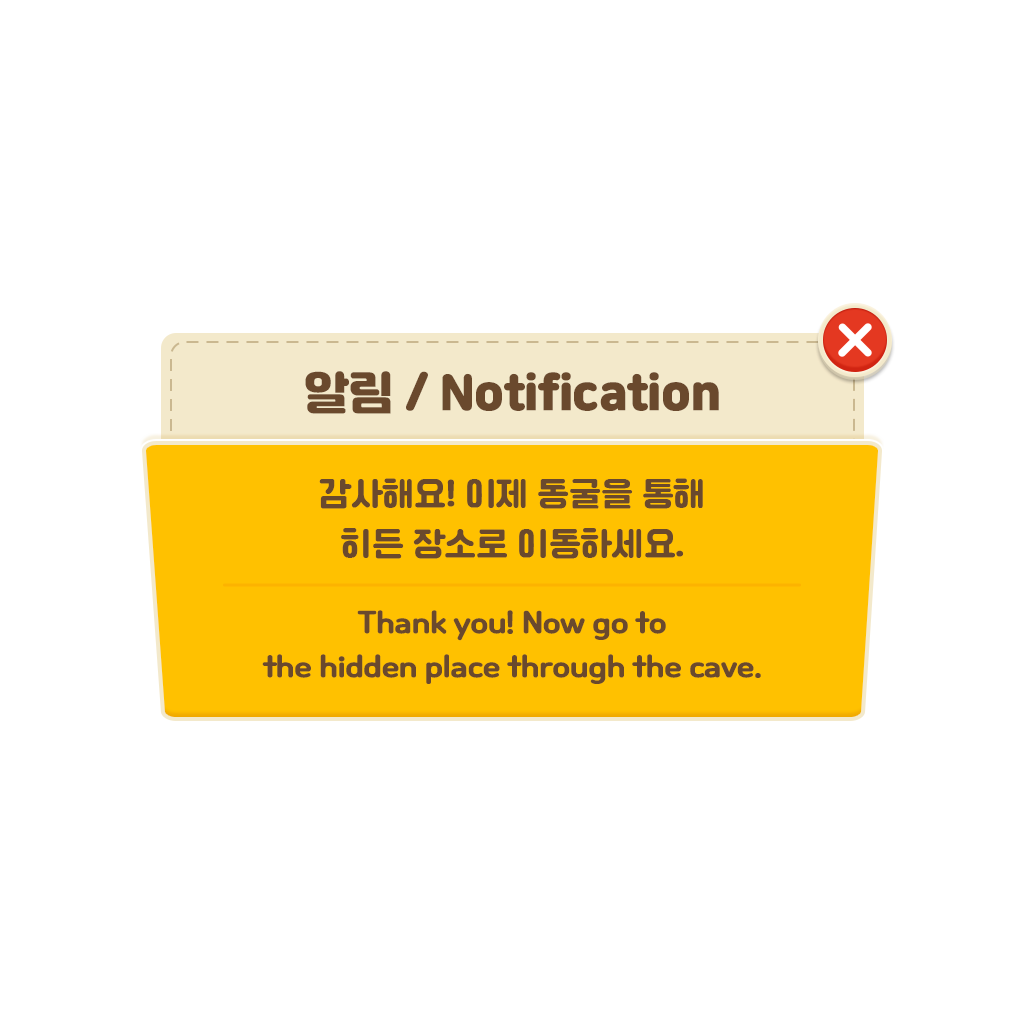 알림 / Notification
감사해요! 이제 동굴을 통해
히든 장소로 이동하세요.
Thank you! Now go to
the hidden place through the cave.